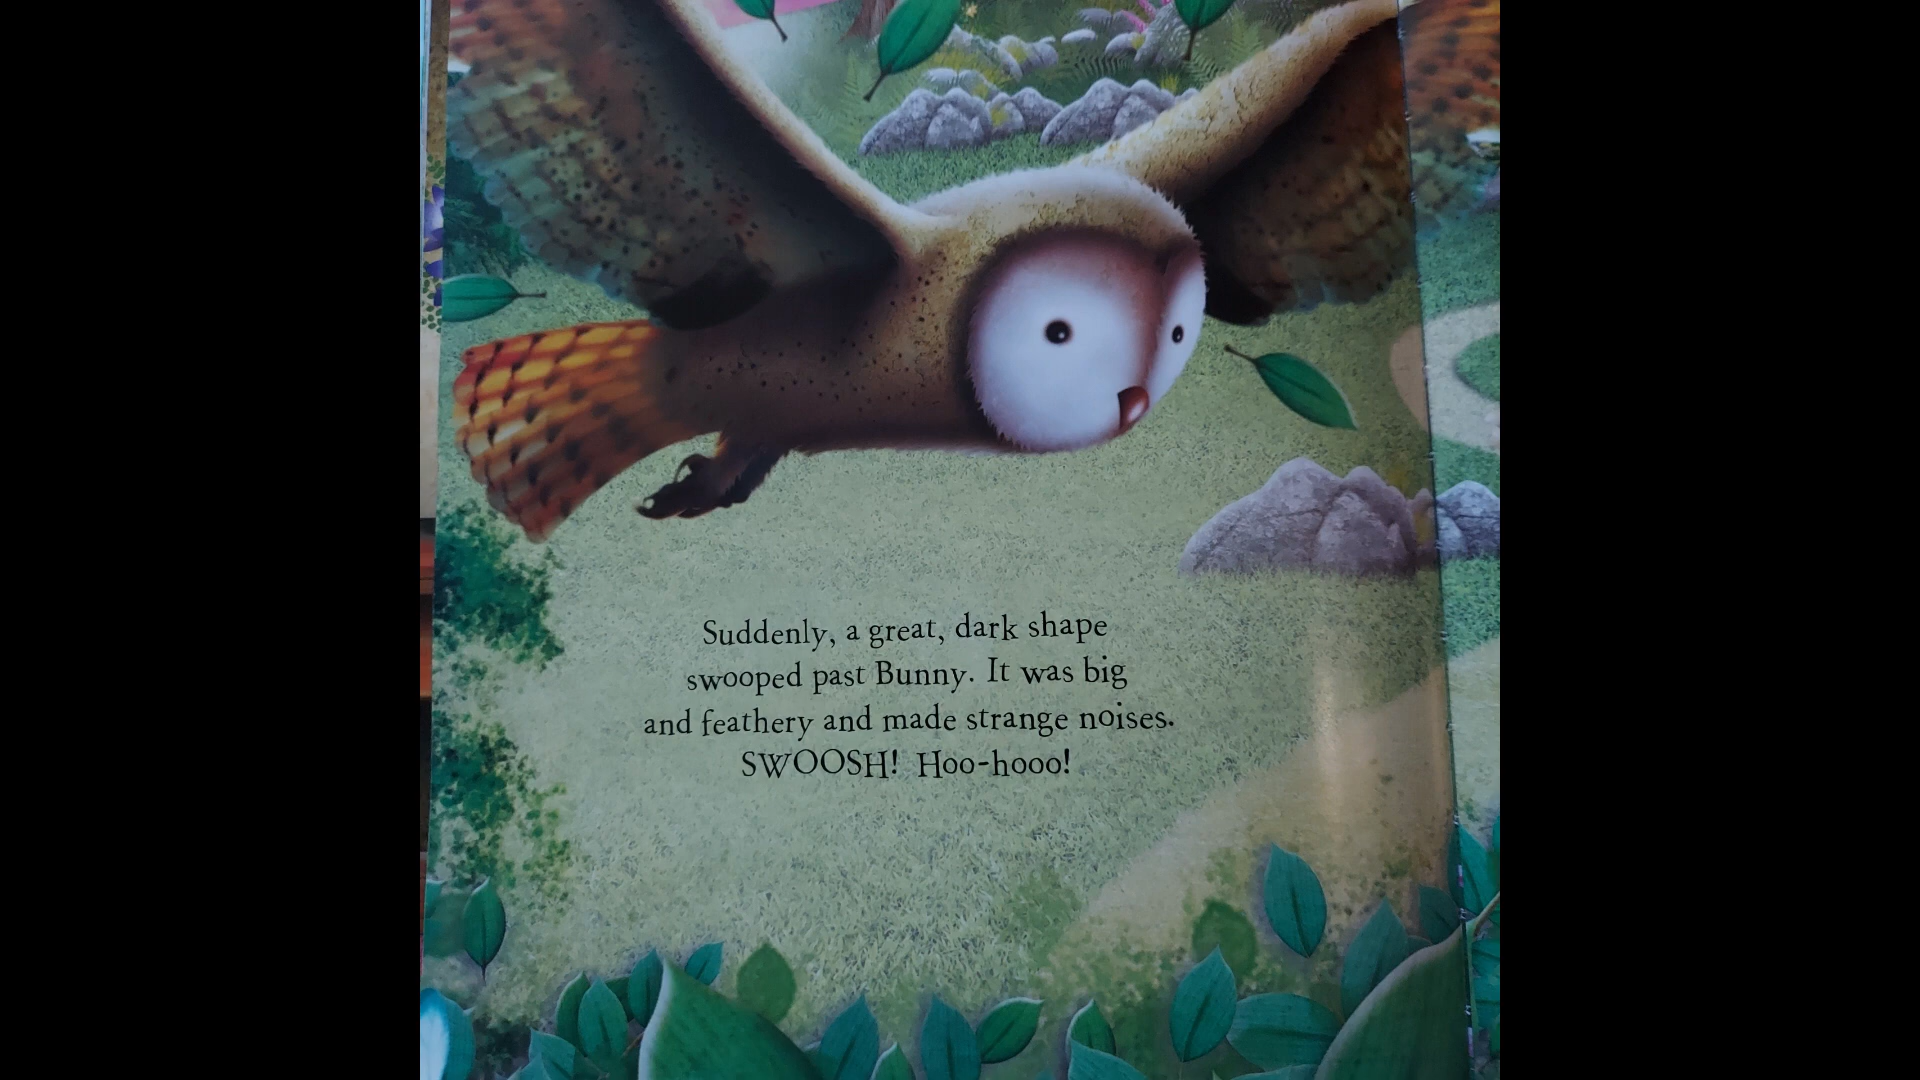 Suddenly, a great, dark shape
swooped past Bunny. It was big
and feathery and made strange noises.
SWOOSH! Hoo-hooo!